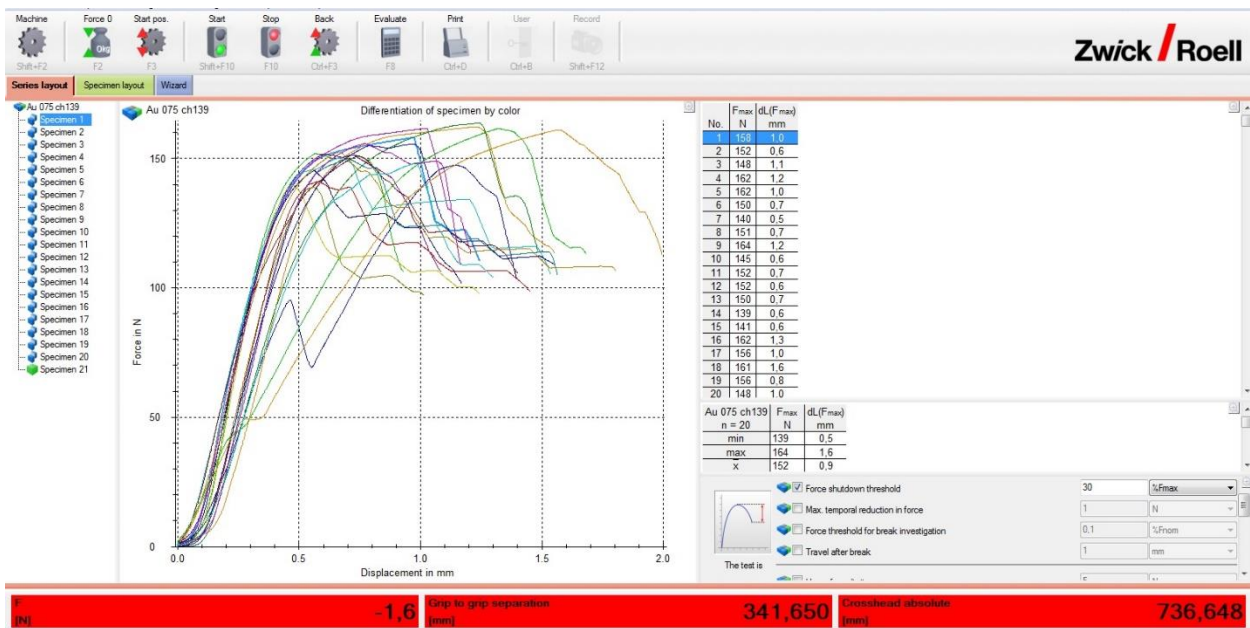 Machine Force 0 Start pos. Start Stop Back Evaluate Print User Record
0kg
Shift+F2 F2 F3 Shift+F10 F10 Ctrl+F3 F8 Ctrl+D Ctrl+B Shift+F12
Zwick Roell
Series layout Specimen layout Wizard
Au 075 ch139
Specimen 1
Specimen 2
Specimen 3
Specimen 4
Specimen 5
Specimen 6
Specimen 7
Specimen 8
Specimen 9
Specimen 10
Specimen 11
Specimen 12
Specimen 13
Specimen 14
Specimen 15
Specimen 16
Specimen 17
Specimen 18
Specimen 19
Specimen 20
Specimen 21
Au 075 ch139 Differentiation of specimen by color
150
100
50
0
Force in N
0.0 0.5 1.0 1.5 2.0
Displacement in mm
Fmax dL(Fmax)
No. N mm
1 158 1,0
2 152 0,6
3 148 1,1
4 162 1,2
5 162 1,0
6 150 0,7
7 140 0,5
8 151 0,7
9 164 1,2
10 145 0,6
11 152 0,7
12 152 0,6
13 150 0,7
14 139 0,6
15 141 0,6
16 162 1,3
17 156 1,0
18 161 1,6
19 156 0,8
20 148 1,0
Au 075 ch139 Fmax dL(Fmax)
n = 20 N mm
min 139 0,5
max 164 1,6
x̄ 152 0,9
Force shutdown threshold 30 %Fmax
Max. temporal reduction in force 1 N
Force threshold for break investigation 0.1 %Fnom
Travel after break 1 mm
The test is
F
[N]
-1,6
Grip to grip separation
[mm]
341,650
Crosshead absolute
[mm]
736,648